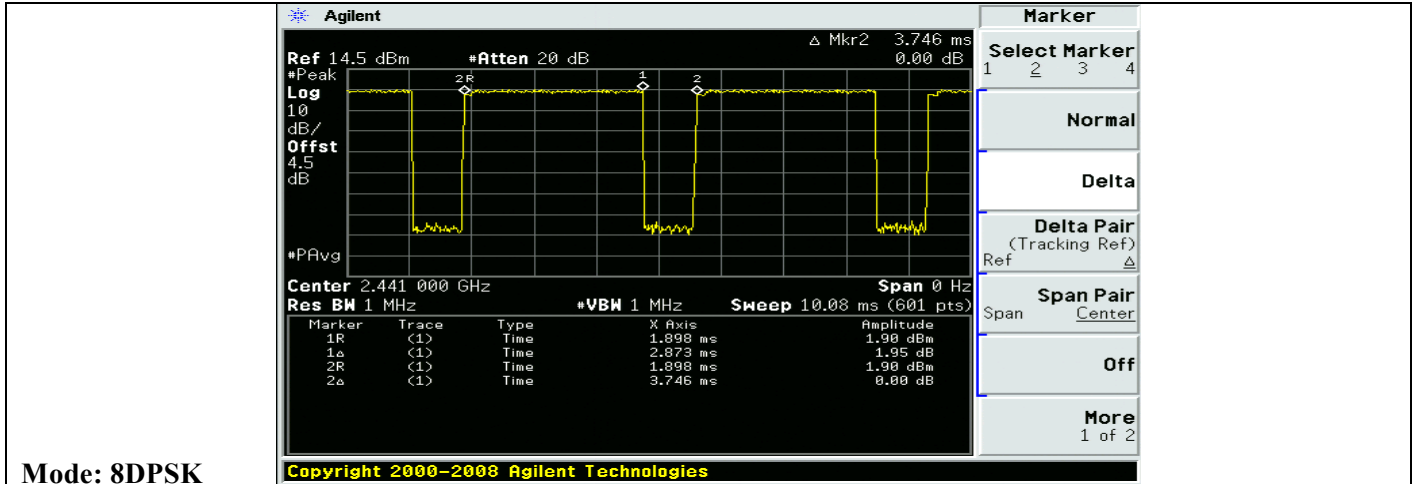 Agilent
Marker
Δ Mkr2 3.746 ms
Ref 14.5 dBm #Atten 20 dB 0.00 dB
#Peak
Log
10
dB/
Offst
4.5
dB
2R 1 2
#PAvg
Center 2.441 000 GHz Span 0 Hz
Res BW 1 MHz #VBW 1 MHz Sweep 10.08 ms (601 pts)
Marker Trace Type X Axis Amplitude
1R (1) Time 1.898 ms 1.90 dBm
1Δ (1) Time 2.873 ms 1.95 dB
2R (1) Time 1.898 ms 1.90 dBm
2Δ (1) Time 3.746 ms 0.00 dB
Select Marker
1 2 3 4
Normal
Delta
Delta Pair
(Tracking Ref)
Ref Δ
Span Pair
Span Center
Off
More
1 of 2
Mode: 8DPSK
Copyright 2000-2008 Agilent Technologies